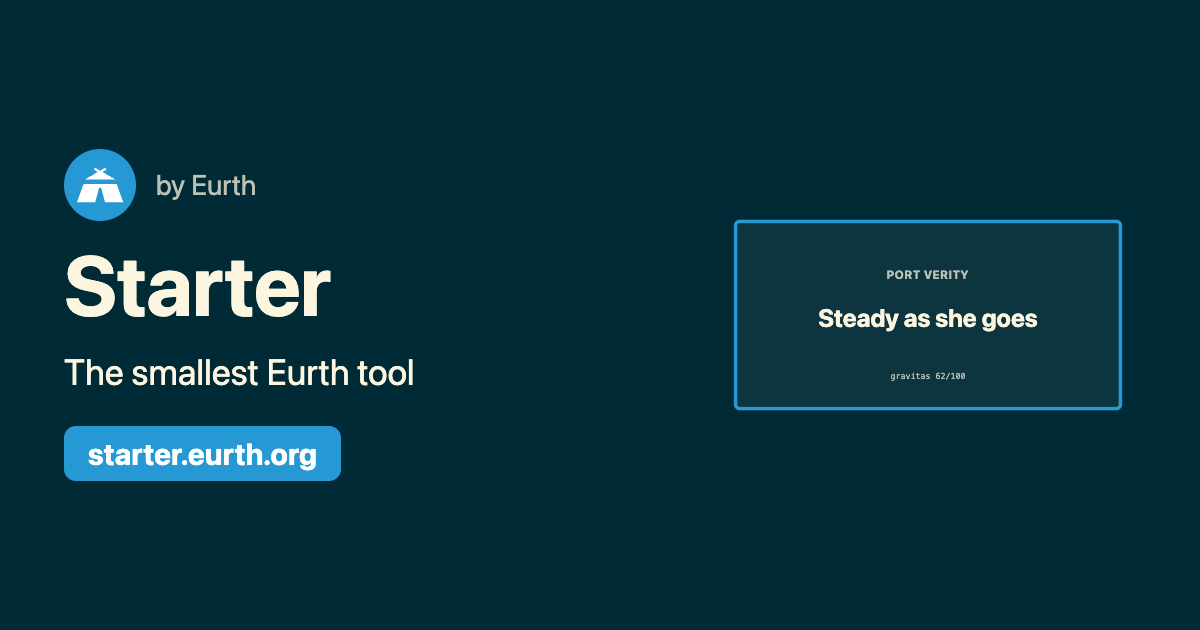 by Eurth
Starter
The smallest Eurth tool
starter.eurth.org
PORT VERITY
Steady as she goes
gravitas 62/100